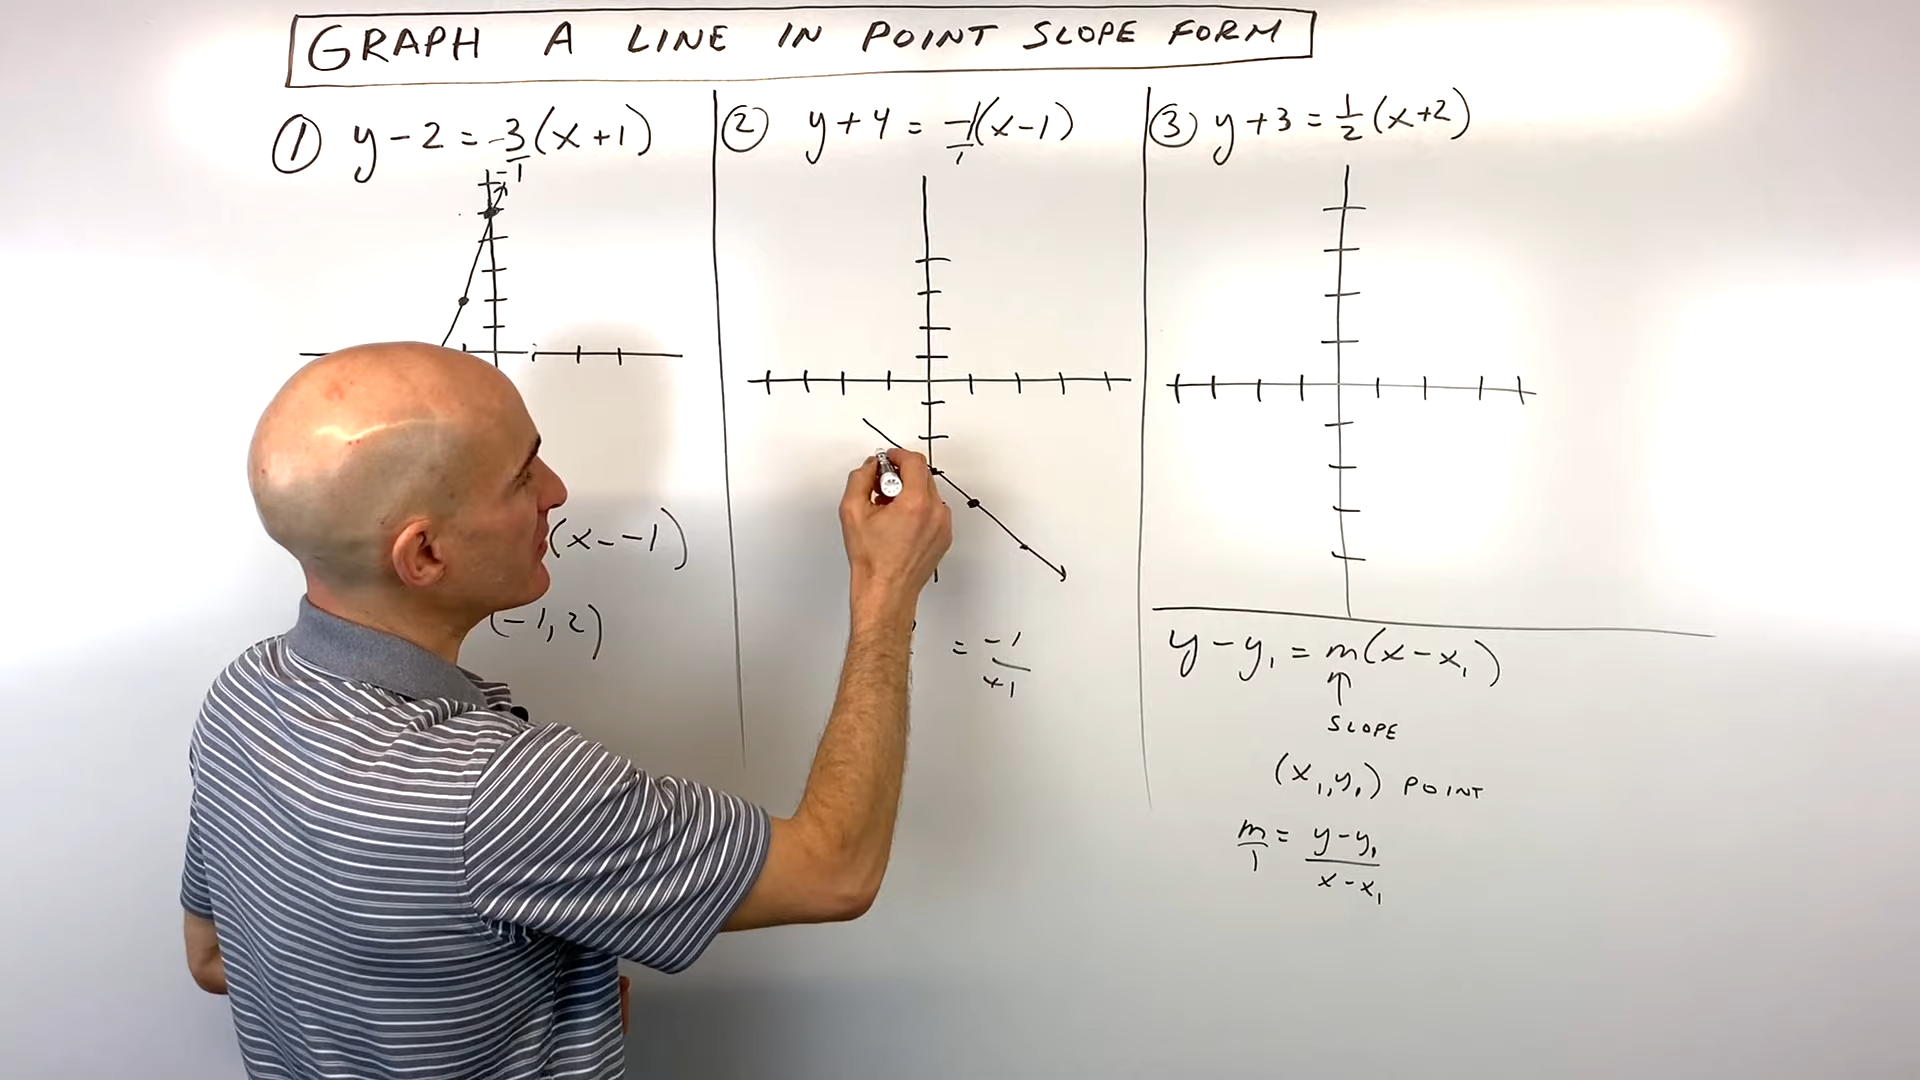 GRAPH A LINE IN POINT SLOPE FORM
① y - 2 = 3/1 (x + 1)
-1
(x - -1)
(-1, 2)
② y + 4 = -1/1 (x - 1)
= -1/+1
③ y + 3 = 1/2 (x + 2)
y - y₁ = m(x - x₁)
↑
SLOPE
(x₁, y₁) POINT
m/1 = y - y₁/x - x₁